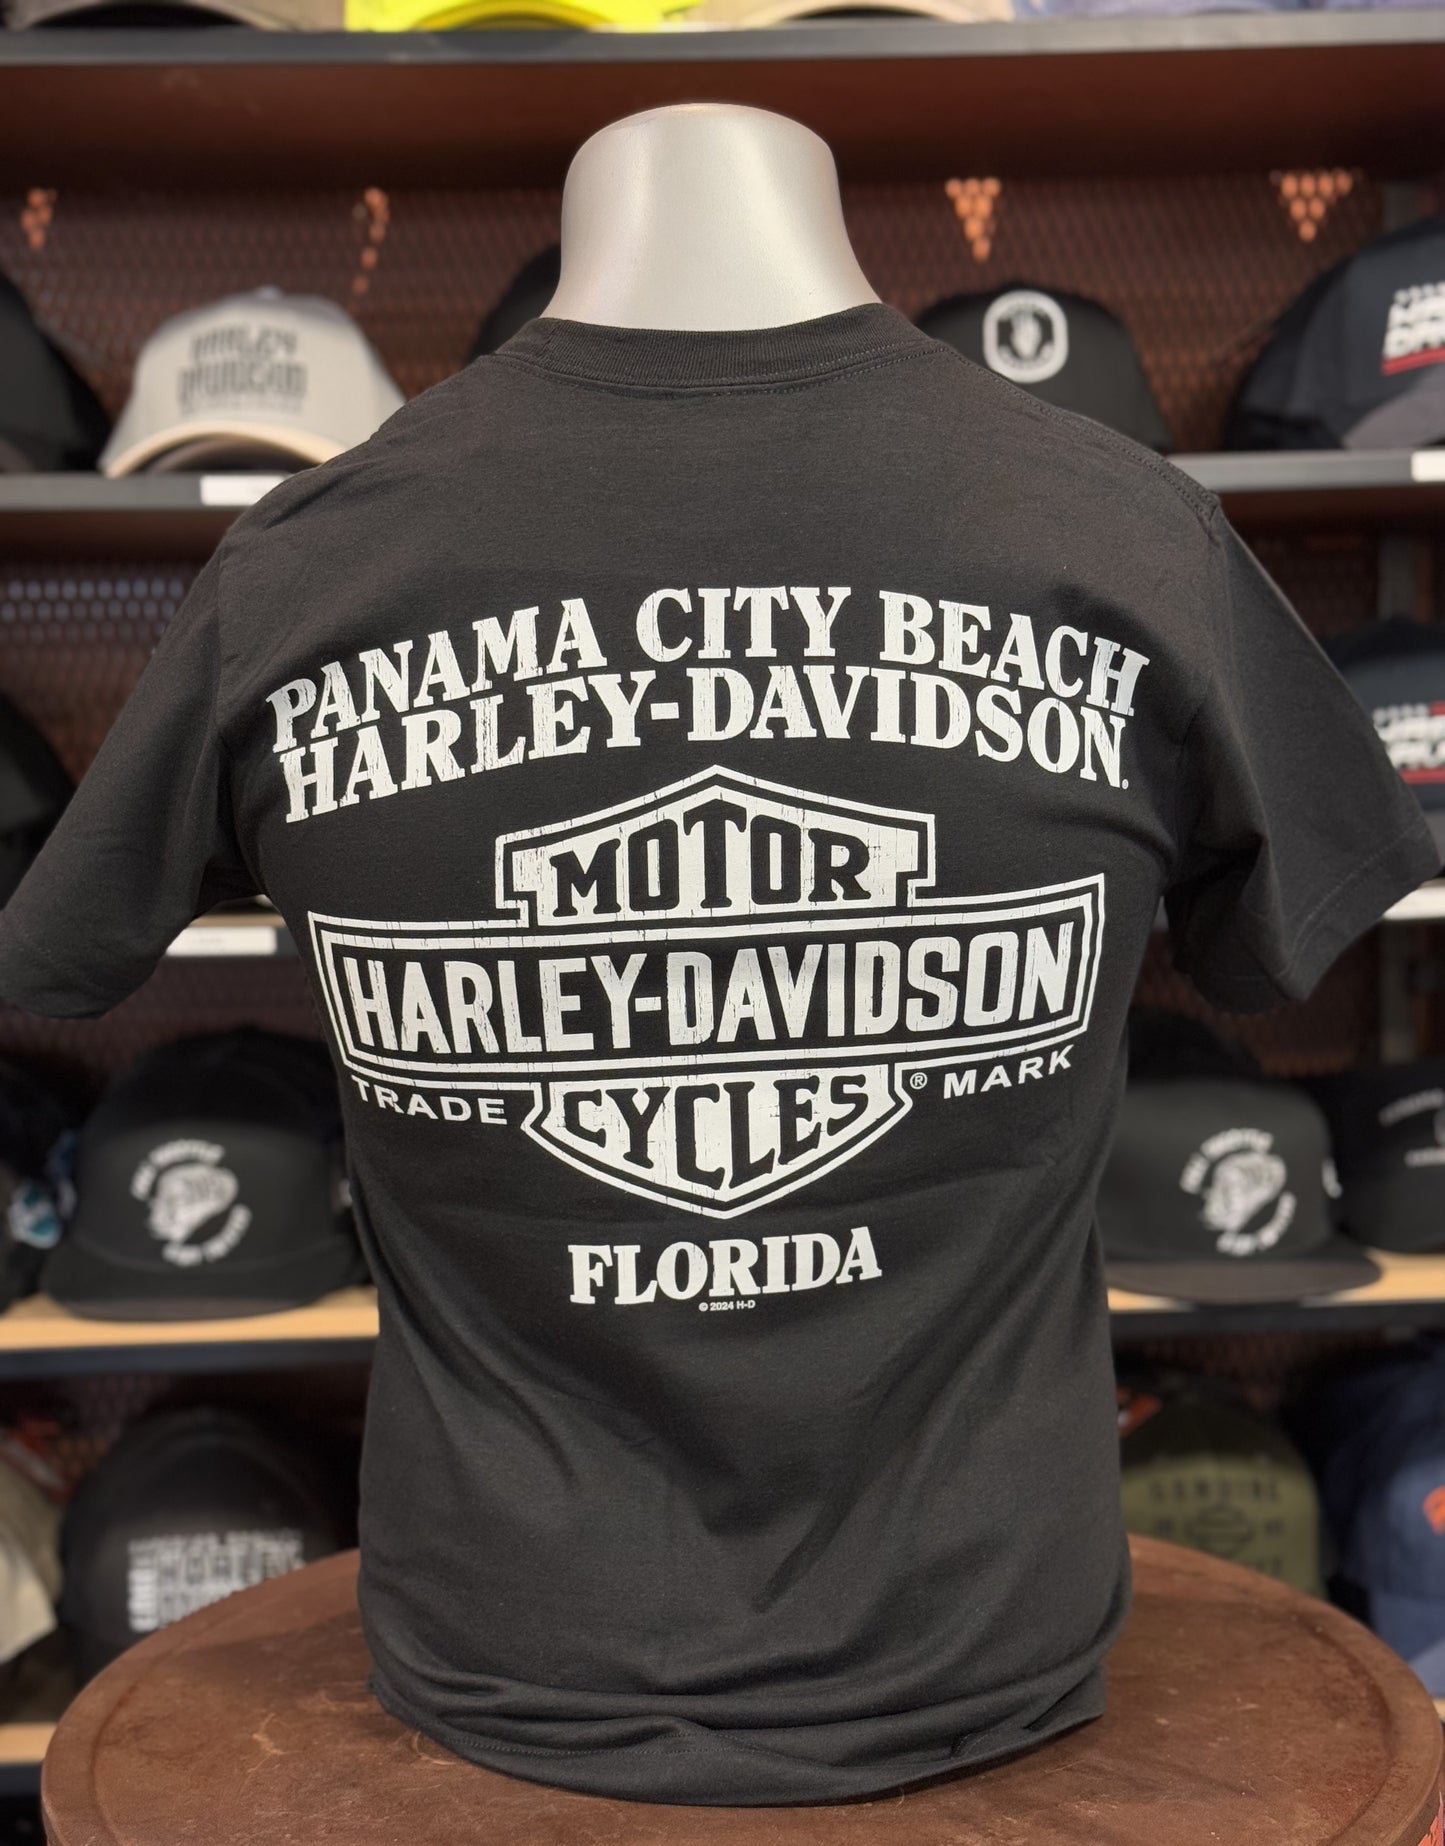 PANAMA CITY BEACH
HARLEY-DAVIDSON.
MOTOR
HARLEY-DAVIDSON
TRADE CYCLES ® MARK
FLORIDA
© 2024 H-D